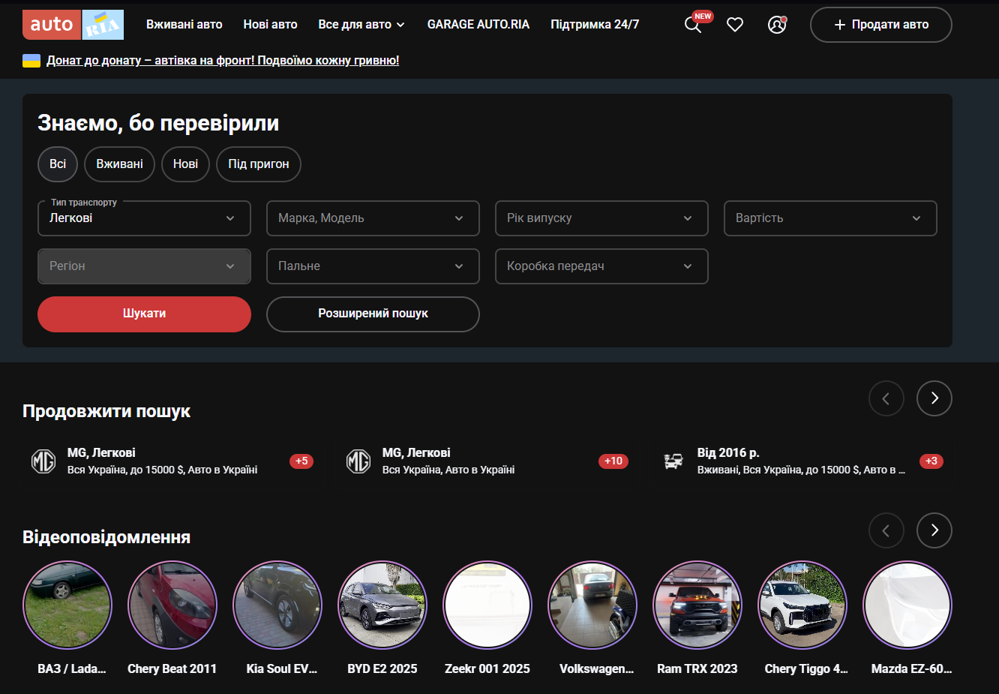 auto RIA
Вживані авто
Нові авто
Все для авто
GARAGE AUTO.RIA
Підтримка 24/7
NEW
Продати авто
Донат до донату – автівка на фронт! Подвоїмо кожну гривню!
Знаємо, бо перевірили
Всі
Вживані
Нові
Під пригон
Тип транспорту
Легкові
Марка, Модель
Рік випуску
Вартість
Регіон
Пальне
Коробка передач
Шукати
Розширений пошук
Продовжити пошук
MG
MG, Легкові
Вся Україна, до 15000 $, Авто в Україні
+5
MG
MG, Легкові
Вся Україна, Авто в Україні
+10
Від 2016 р.
Вживані, Вся Україна, до 15000 $, Авто в ...
+3
Відеоповідомлення
ВАЗ / Lada...
Chery Beat 2011
Kia Soul EV...
BYD E2 2025
Zeekr 001 2025
Volkswagen...
Ram TRX 2023
Chery Tiggo 4...
Mazda EZ-60...